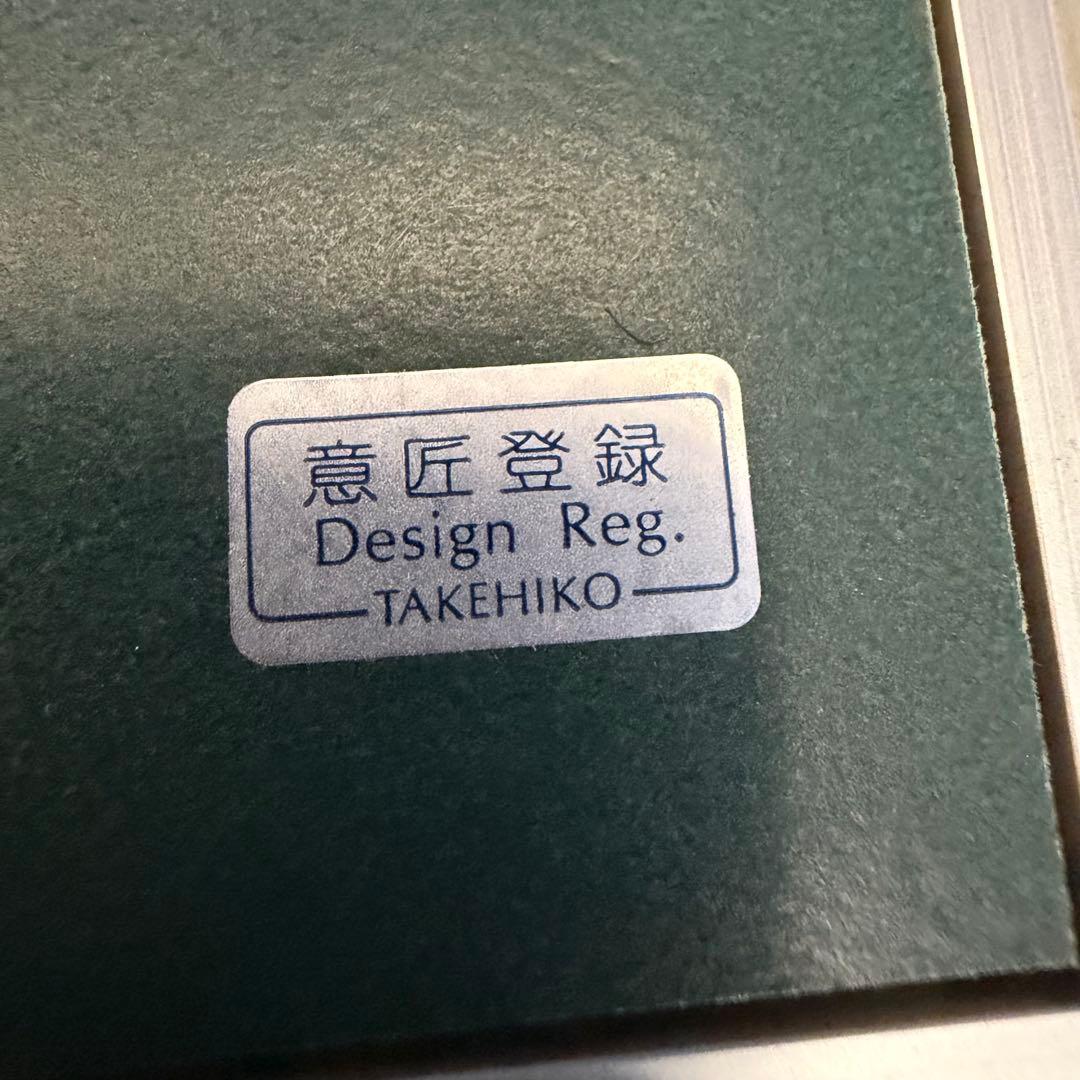 意匠登録
Design Reg.
TAKEHIKO